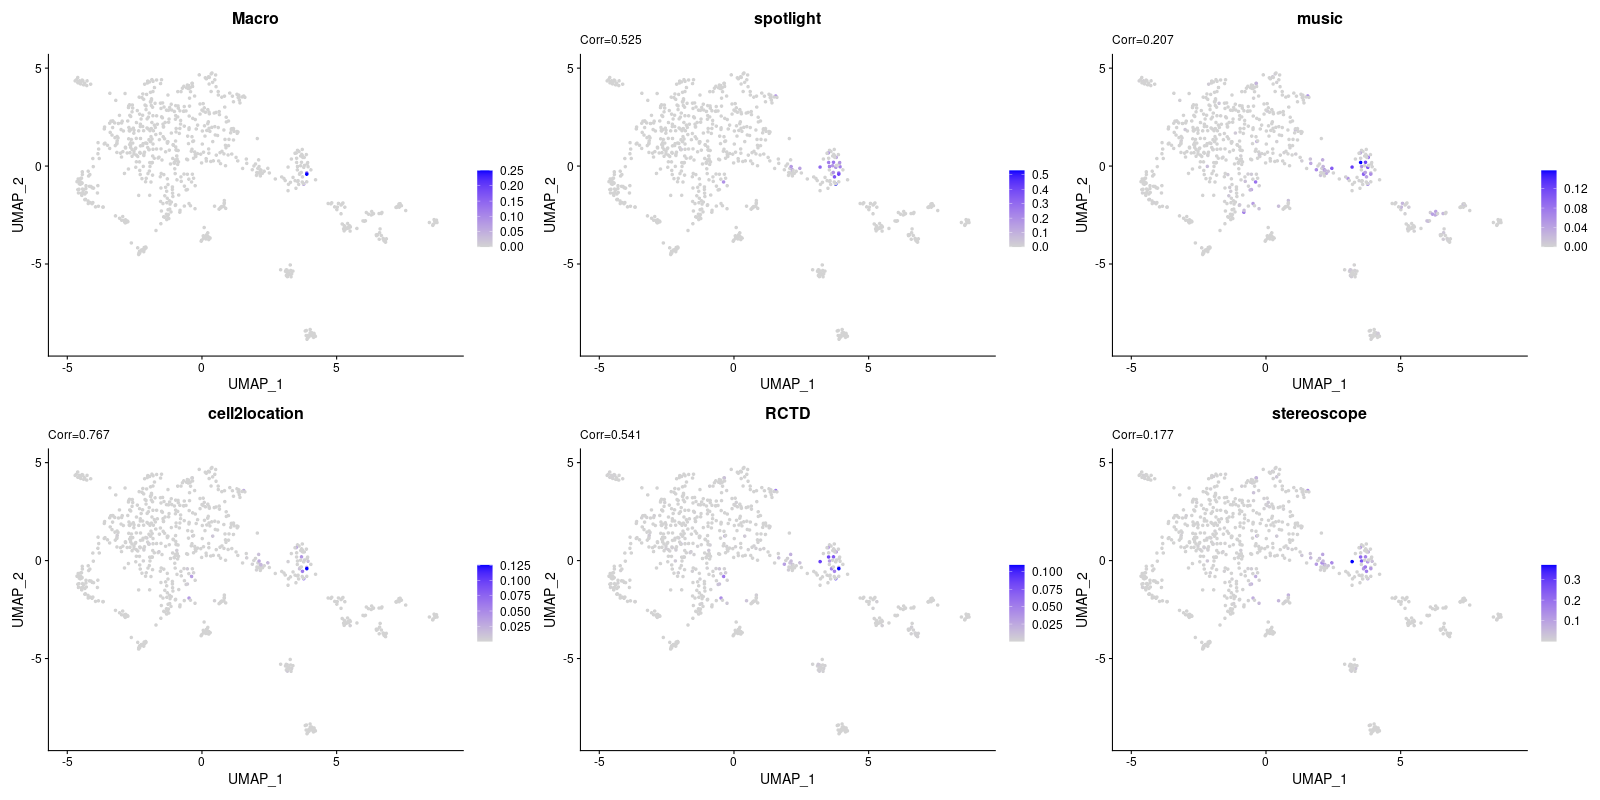 Macro
5
0
-5
UMAP_2
-5
0
5
UMAP_1
0.25
0.20
0.15
0.10
0.05
0.00
spotlight
Corr=0.525
5
0
-5
UMAP_2
-5
0
5
UMAP_1
0.5
0.4
0.3
0.2
0.1
0.0
music
Corr=0.207
5
0
-5
UMAP_2
-5
0
5
UMAP_1
0.12
0.08
0.04
0.00
cell2location
Corr=0.767
5
0
-5
UMAP_2
-5
0
5
UMAP_1
0.125
0.100
0.075
0.050
0.025
RCTD
Corr=0.541
5
0
-5
UMAP_2
-5
0
5
UMAP_1
0.100
0.075
0.050
0.025
stereoscope
Corr=0.177
5
0
-5
UMAP_2
-5
0
5
UMAP_1
0.3
0.2
0.1